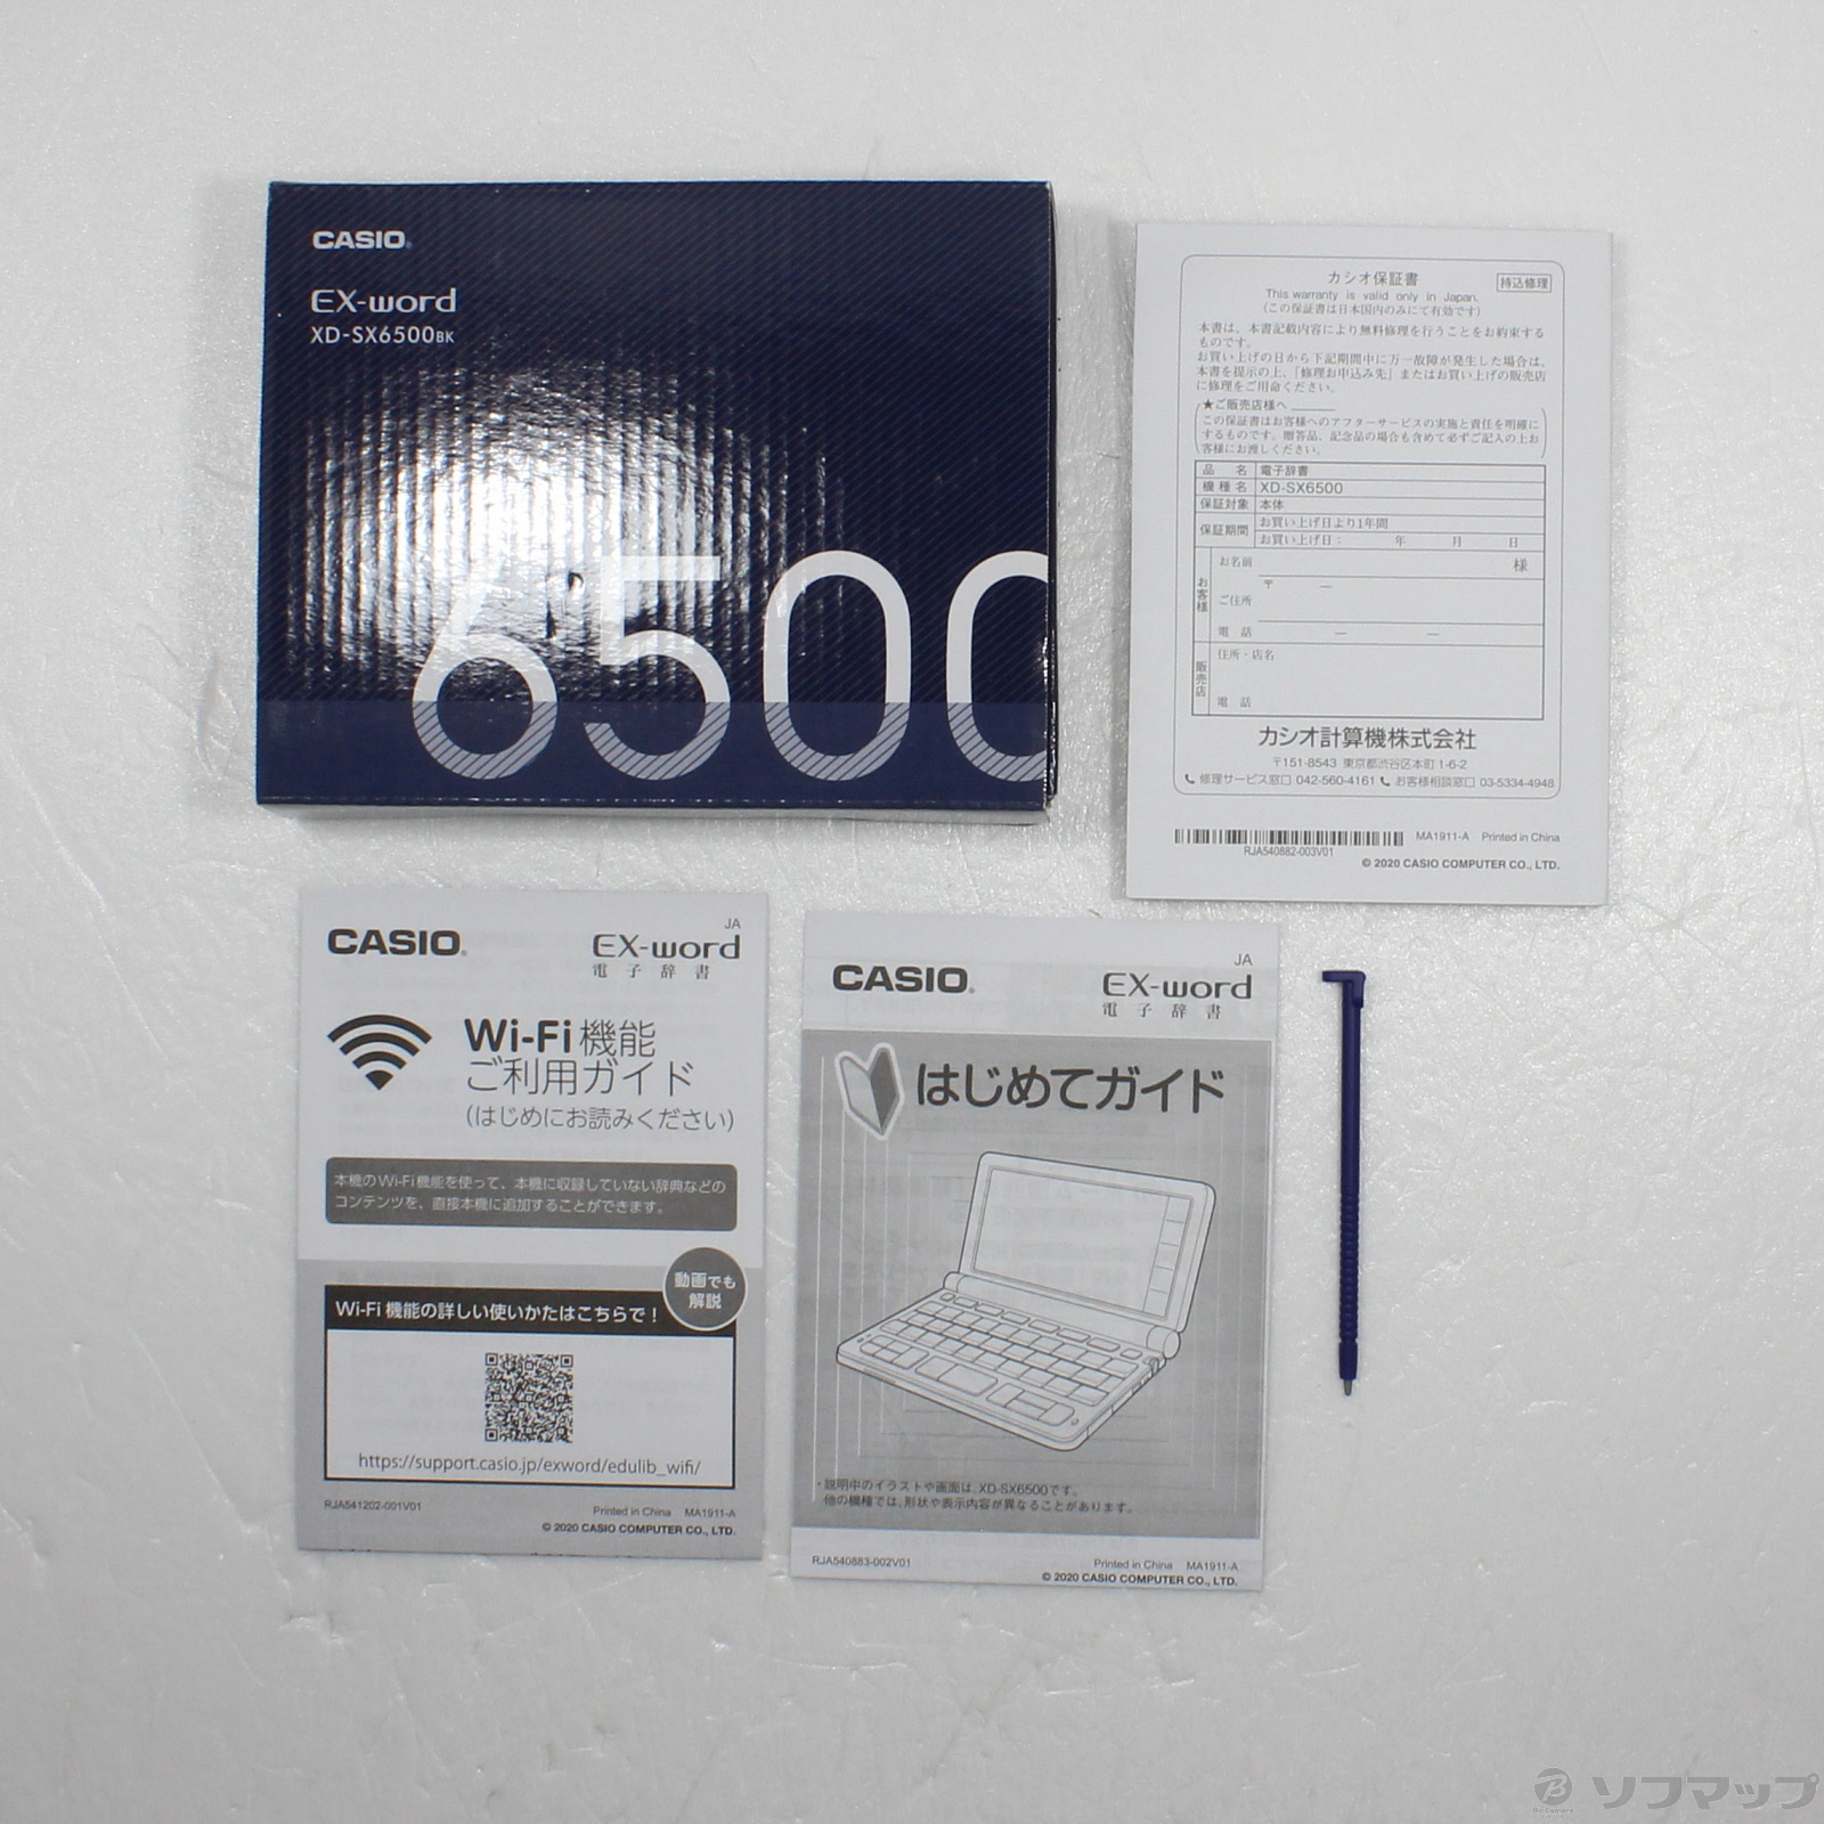 CASIO
EX-word
XD-SX6500BK
6500
カシオ保証書
持込修理
This warranty is valid only in Japan.
(この保証書は日本国内のみにて有効です)
本書は、本書記載内容により無料修理を行うことをお約束する
ものです。
お買い上げの日から下記期間中に万一故障が発生した場合は、
本書を提示の上、「修理お申込み先」またはお買い上げの販売店
に修理をご用命ください。
★ご販売店様へ
この保証書はお客様へのアフターサービスの実施と責任を明確に
するものです。贈答品、記念品の場合も含めて必ずご記入の上お
客様にお渡しください。
品名 電子辞書
機種名 XD-SX6500
保証対象 本体
保証期間 お買い上げ日より1年間
お買い上げ日： 年 月 日
お客様
お名前 様
ご住所 〒 ―
電話 ― ―
販売店
住所・店名
電話
カシオ計算機株式会社
〒151-8543 東京都渋谷区本町1-6-2
修理サービス窓口 042-560-4161 お客様相談窓口 03-5334-4948
MA1911-A Printed in China
RJA540882-003V01
© 2020 CASIO COMPUTER CO., LTD.
JA
CASIO EX-word
電子辞書
Wi-Fi機能
ご利用ガイド
(はじめにお読みください)
本機のWi-Fi機能を使って、本機に収録していない辞典などの
コンテンツを、直接本機に追加することができます。
動画でも
解説
Wi-Fi機能の詳しい使いかたはこちらで！
https://support.casio.jp/exword/edulib_wifi/
RJA541202-001V01
Printed in China MA1911-A
© 2020 CASIO COMPUTER CO., LTD.
JA
CASIO EX-word
電子辞書
はじめてガイド
・説明中のイラストや画面は、XD-SX6500です。
他の機種では、形状や表示内容が異なることがあります。
RJA540883-002V01
Printed in China MA1911-A
© 2020 CASIO COMPUTER CO., LTD.
ソフマップ